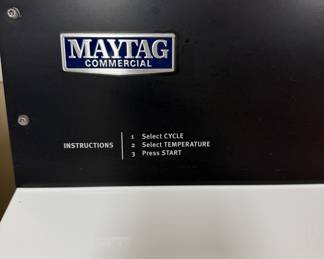 MAYTAG
COMMERCIAL
INSTRUCTIONS
1 Select CYCLE
2 Select TEMPERATURE
3 Press START